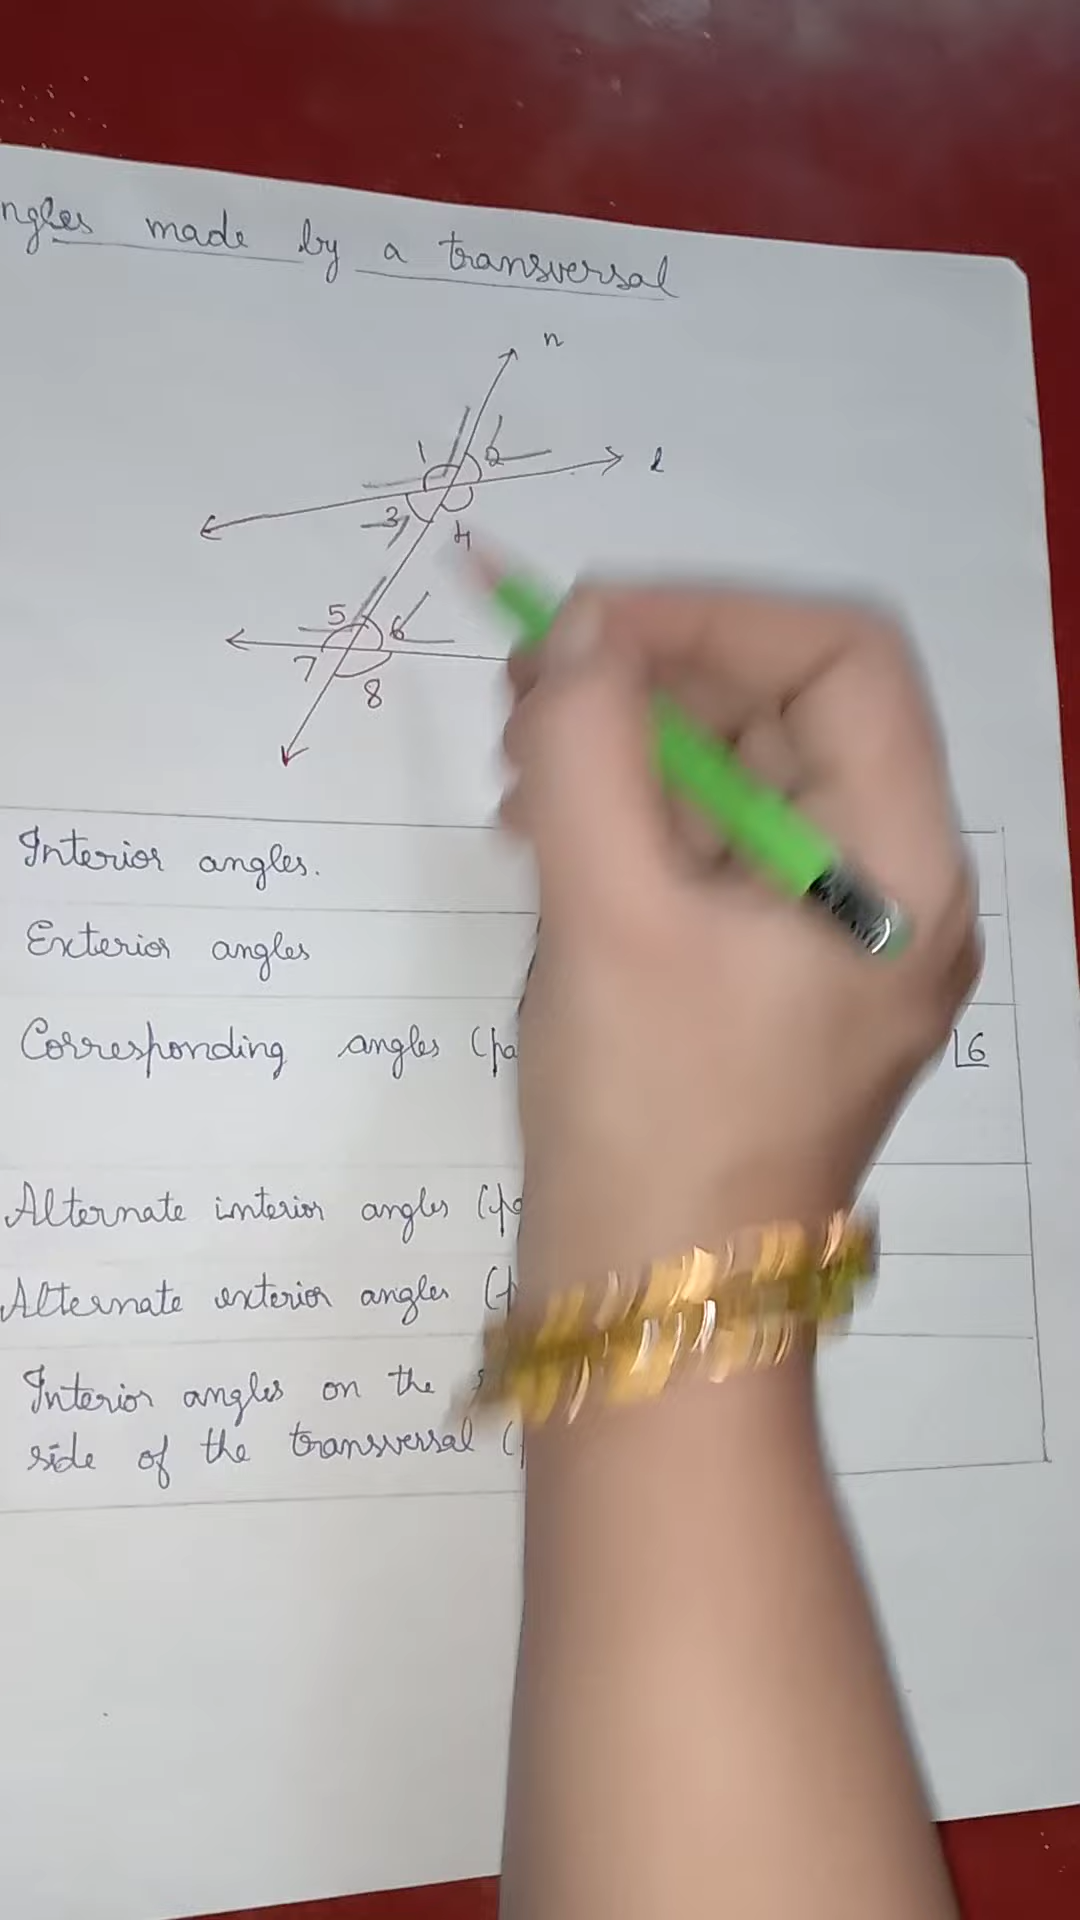 ngles made by a transversal
n
1 2 l
3 4
5 6
7 8
Interior angles.
Exterior angles
Corresponding angles (pa ∠6
Alternate interior angles (pa
Alternate exterior angles (
Interior angles on the
side of the transversal (